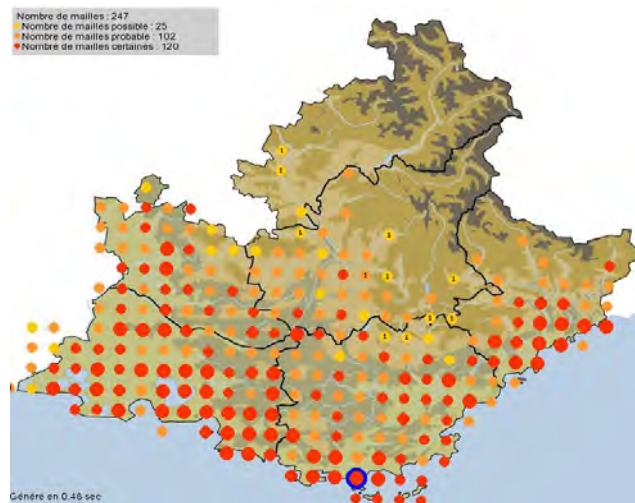 Nombre de mailles : 247
Nombre de mailles possible : 25
Nombre de mailles probable : 102
Nombre de mailles certaines : 120
Généré en 0.46 sec